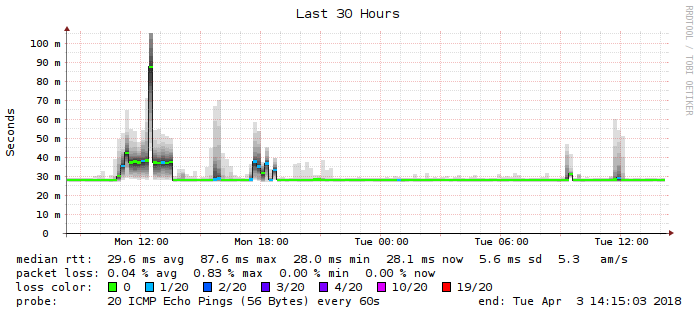 Last 30 Hours
RRDTOOL / TOBI OETIKER
Seconds
100 m
90 m
80 m
70 m
60 m
50 m
40 m
30 m
20 m
10 m
0
Mon 12:00 Mon 18:00 Tue 00:00 Tue 06:00 Tue 12:00
median rtt: 29.6 ms avg 87.6 ms max 28.0 ms min 28.1 ms now 5.6 ms sd 5.3 am/s
packet loss: 0.04 % avg 0.83 % max 0.00 % min 0.00 % now
loss color: 0 1/20 2/20 3/20 4/20 10/20 19/20
probe: 20 ICMP Echo Pings (56 Bytes) every 60s end: Tue Apr 3 14:15:03 2018